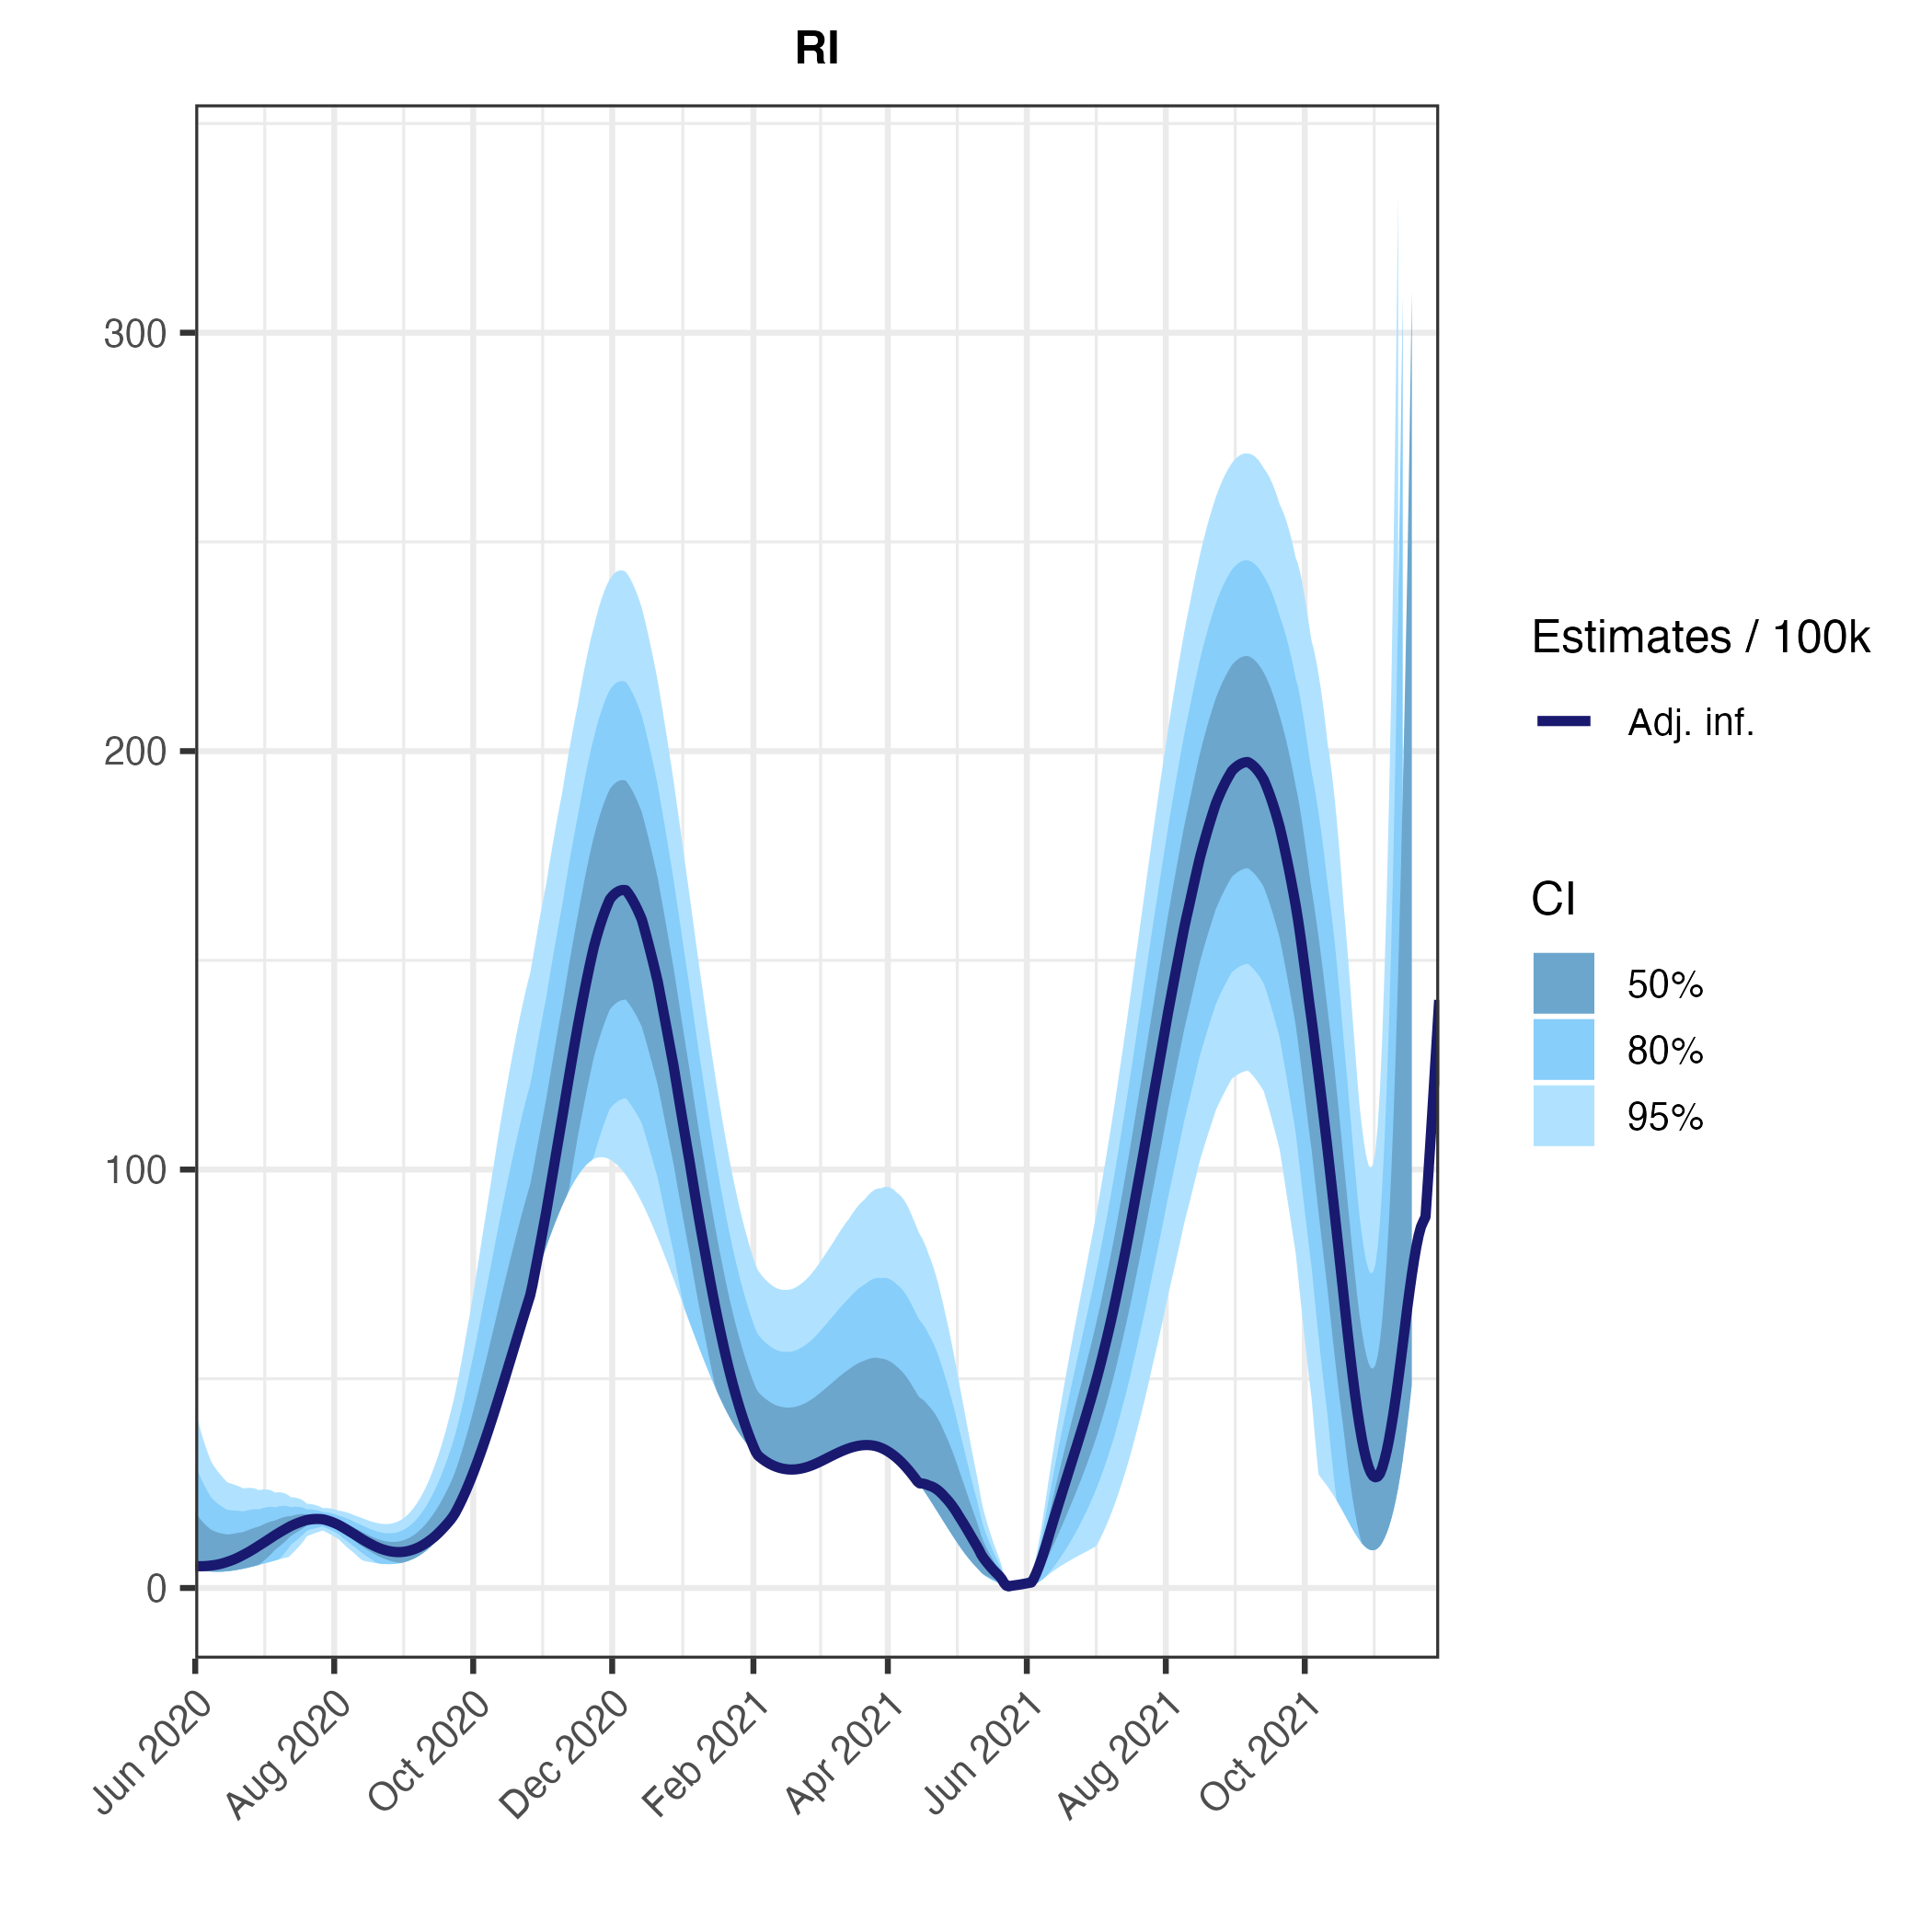 RI
300
200
100
0
Jun 2020
Aug 2020
Oct 2020
Dec 2020
Feb 2021
Apr 2021
Jun 2021
Aug 2021
Oct 2021
Estimates / 100k
Adj. inf.
CI
50%
80%
95%